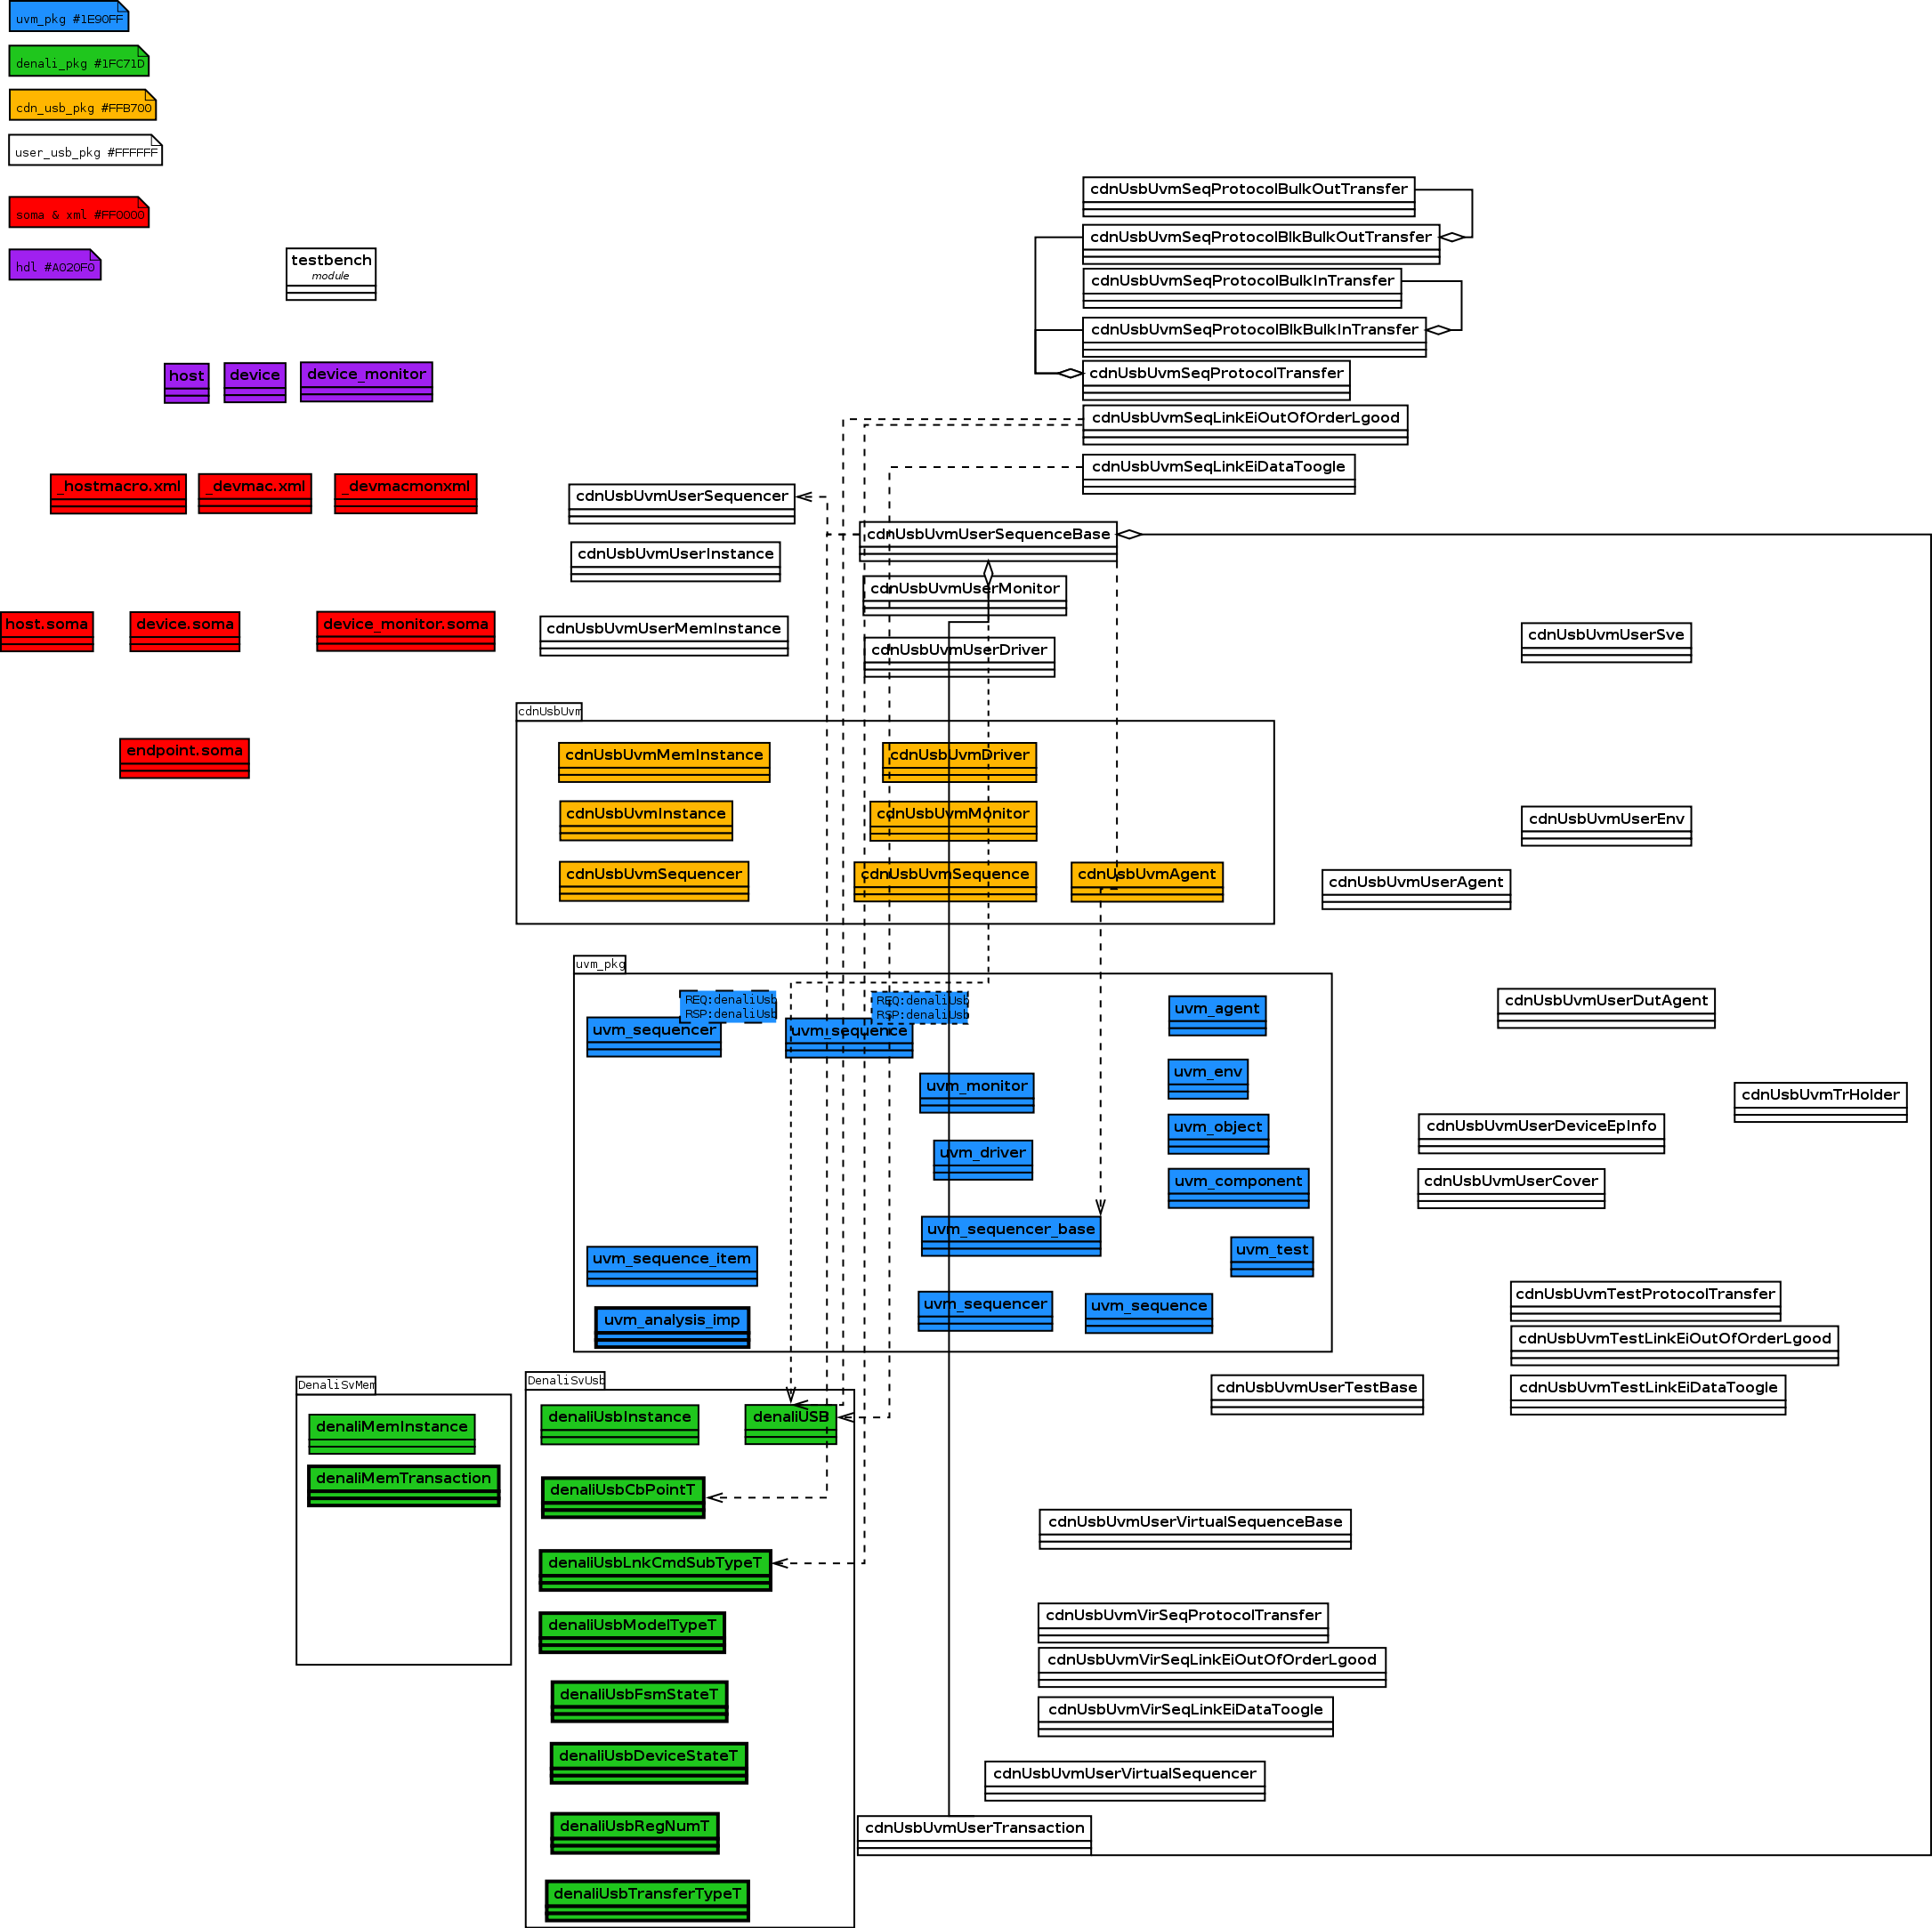 uvm_pkg #1E90FF
denali_pkg #1FC71D
cdn_usb_pkg #FFB700
user_usb_pkg #FFFFFF
soma & xml #FF0000
hdl #A020F0
testbench
module
host
device
device_monitor
_hostmacro.xml
_devmac.xml
_devmacmonxml
host.soma
device.soma
device_monitor.soma
endpoint.soma
cdnUsbUvmSeqProtocolBulkOutTransfer
cdnUsbUvmSeqProtocolBlkBulkOutTransfer
cdnUsbUvmSeqProtocolBulkInTransfer
cdnUsbUvmSeqProtocolBlkBulkInTransfer
cdnUsbUvmSeqProtocolTransfer
cdnUsbUvmSeqLinkEiOutOfOrderLgood
cdnUsbUvmSeqLinkEiDataToogle
cdnUsbUvmUserSequencer
cdnUsbUvmUserSequenceBase
cdnUsbUvmUserInstance
cdnUsbUvmUserMonitor
cdnUsbUvmUserMemInstance
cdnUsbUvmUserDriver
cdnUsbUvmUserSve
cdnUsbUvm
cdnUsbUvmMemInstance
cdnUsbUvmDriver
cdnUsbUvmInstance
cdnUsbUvmMonitor
cdnUsbUvmSequencer
cdnUsbUvmSequence
cdnUsbUvmAgent
cdnUsbUvmUserEnv
cdnUsbUvmUserAgent
uvm_pkg
REQ:denaliUsb
RSP:denaliUsb
uvm_sequencer
REQ:denaliUsb
RSP:denaliUsb
uvm_sequence
uvm_agent
uvm_monitor
uvm_env
uvm_object
uvm_driver
uvm_component
uvm_sequencer_base
uvm_test
uvm_sequence_item
uvm_sequencer
uvm_sequence
uvm_analysis_imp
cdnUsbUvmUserDutAgent
cdnUsbUvmTrHolder
cdnUsbUvmUserDeviceEpInfo
cdnUsbUvmUserCover
cdnUsbUvmTestProtocolTransfer
cdnUsbUvmTestLinkEiOutOfOrderLgood
cdnUsbUvmUserTestBase
cdnUsbUvmTestLinkEiDataToogle
DenaliSvMem
denaliMemInstance
denaliMemTransaction
DenaliSvUsb
denaliUsbInstance
denaliUSB
denaliUsbCbPointT
denaliUsbLnkCmdSubTypeT
denaliUsbModelTypeT
denaliUsbFsmStateT
denaliUsbDeviceStateT
denaliUsbRegNumT
denaliUsbTransferTypeT
cdnUsbUvmUserVirtualSequenceBase
cdnUsbUvmVirSeqProtocolTransfer
cdnUsbUvmVirSeqLinkEiOutOfOrderLgood
cdnUsbUvmVirSeqLinkEiDataToogle
cdnUsbUvmUserVirtualSequencer
cdnUsbUvmUserTransaction